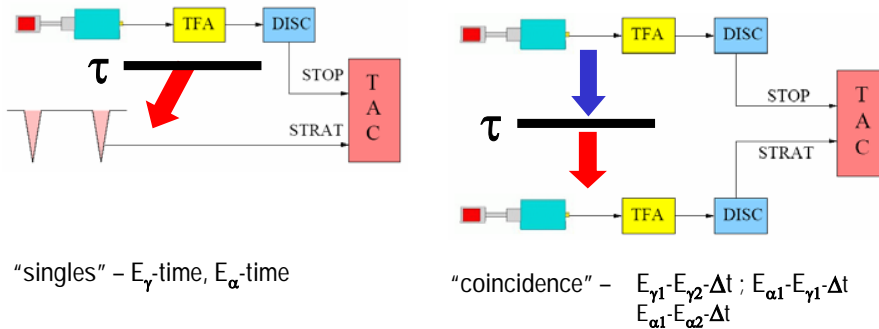 TFA
DISC
τ
STOP
STRAT
T
A
C
"singles" – Eγ-time, Eα-time
TFA
DISC
STOP
τ
STRAT
T
A
C
TFA
DISC
"coincidence" – Eγ1-Eγ2-Δt ; Eα1-Eγ1-Δt
Eα1-Eα2-Δt